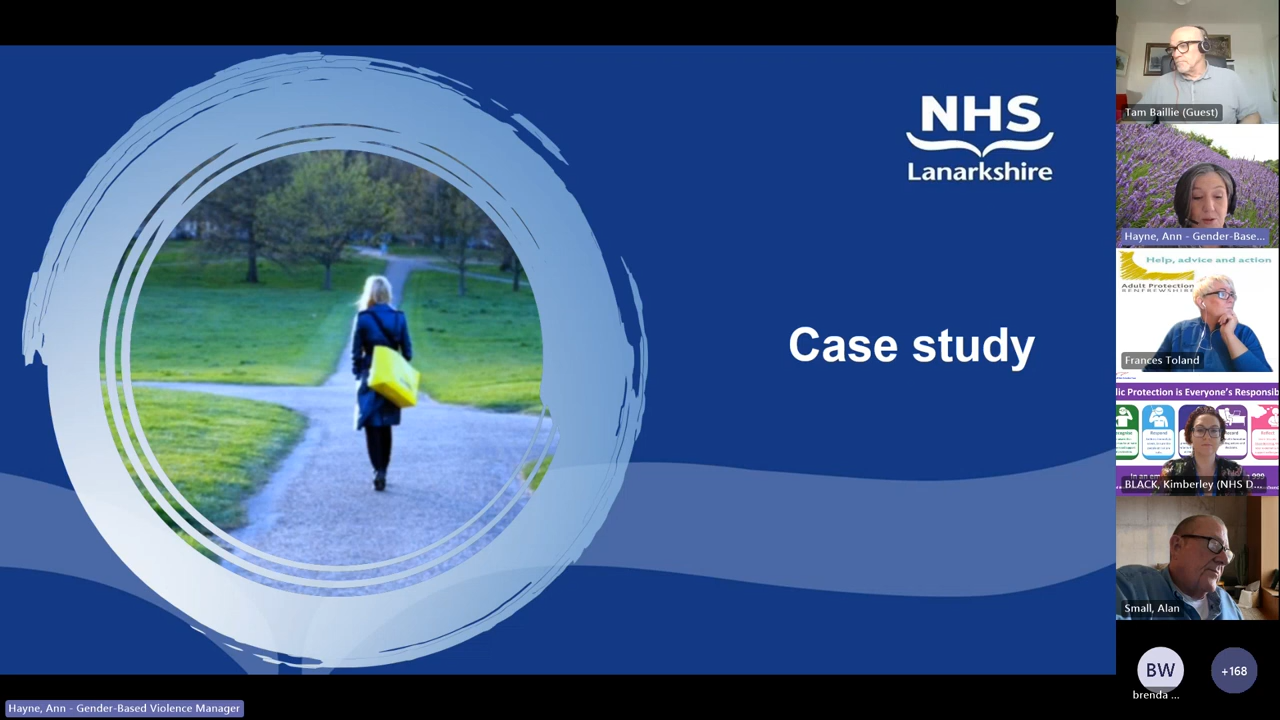 NHS
Lanarkshire
Case study
Hayne, Ann - Gender-Based Violence Manager
Tam Baillie (Guest)
Hayne, Ann - Gender-Base...
Help, advice and action
Adult Protection
RENFREWSHIRE
Frances Toland
lic Protection is Everyone's Responsib
BLACK, Kimberley (NHS D...
Small, Alan
BW
brenda ...
+168